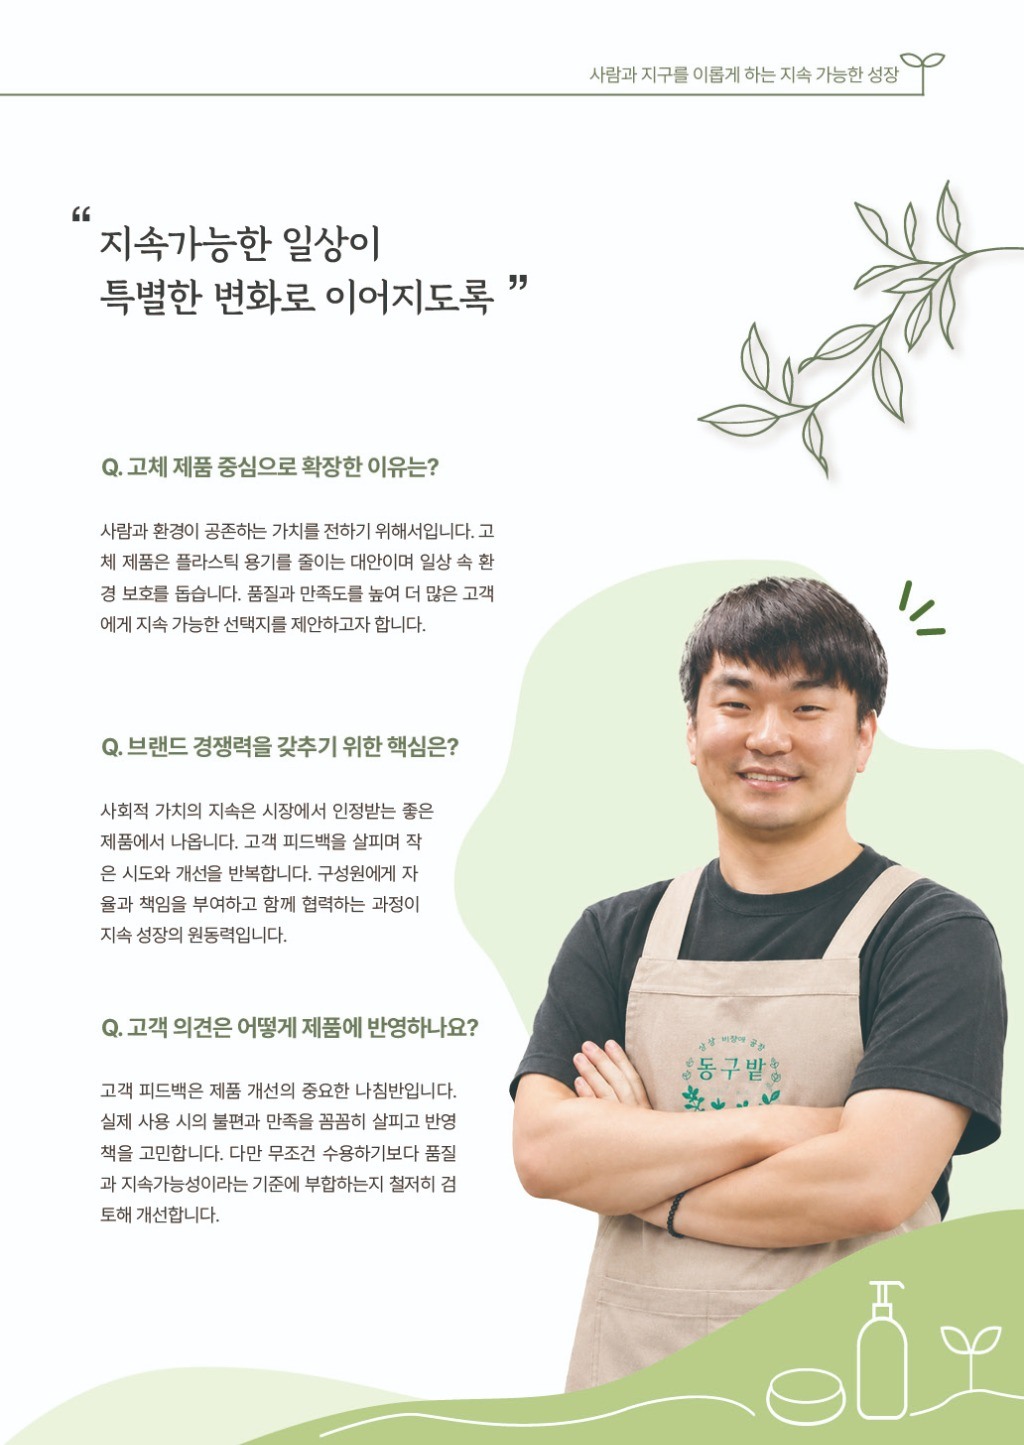 사람과 지구를 이롭게 하는 지속 가능한 성장
“ 지속가능한 일상이
특별한 변화로 이어지도록 ”
Q. 고체 제품 중심으로 확장한 이유는?
사람과 환경이 공존하는 가치를 전하기 위해서입니다. 고
체 제품은 플라스틱 용기를 줄이는 대안이며 일상 속 환
경 보호를 돕습니다. 품질과 만족도를 높여 더 많은 고객
에게 지속 가능한 선택지를 제안하고자 합니다.
Q. 브랜드 경쟁력을 갖추기 위한 핵심은?
사회적 가치의 지속은 시장에서 인정받는 좋은
제품에서 나옵니다. 고객 피드백을 살피며 작
은 시도와 개선을 반복합니다. 구성원에게 자
율과 책임을 부여하고 함께 협력하는 과정이
지속 성장의 원동력입니다.
Q. 고객 의견은 어떻게 제품에 반영하나요?
고객 피드백은 제품 개선의 중요한 나침반입니다.
실제 사용 시의 불편과 만족을 꼼꼼히 살피고 반영
책을 고민합니다. 다만 무조건 수용하기보다 품질
과 지속가능성이라는 기준에 부합하는지 철저히 검
토해 개선합니다.
동구밭